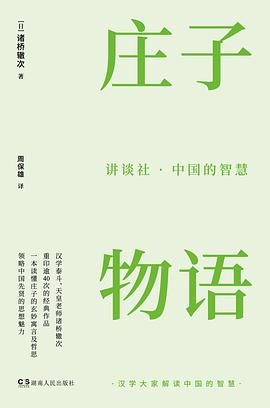 [日]诸桥辙次
著
庄子
讲谈社·中国的智慧
周保雄
译
物语
汉学泰斗、天皇老师诸桥辙次
重印逾40次的经典作品
一本读懂庄子的玄妙寓言及哲思
领略中国先贤的思想魅力
湖南人民出版社
·汉学大家解读中国的智慧·